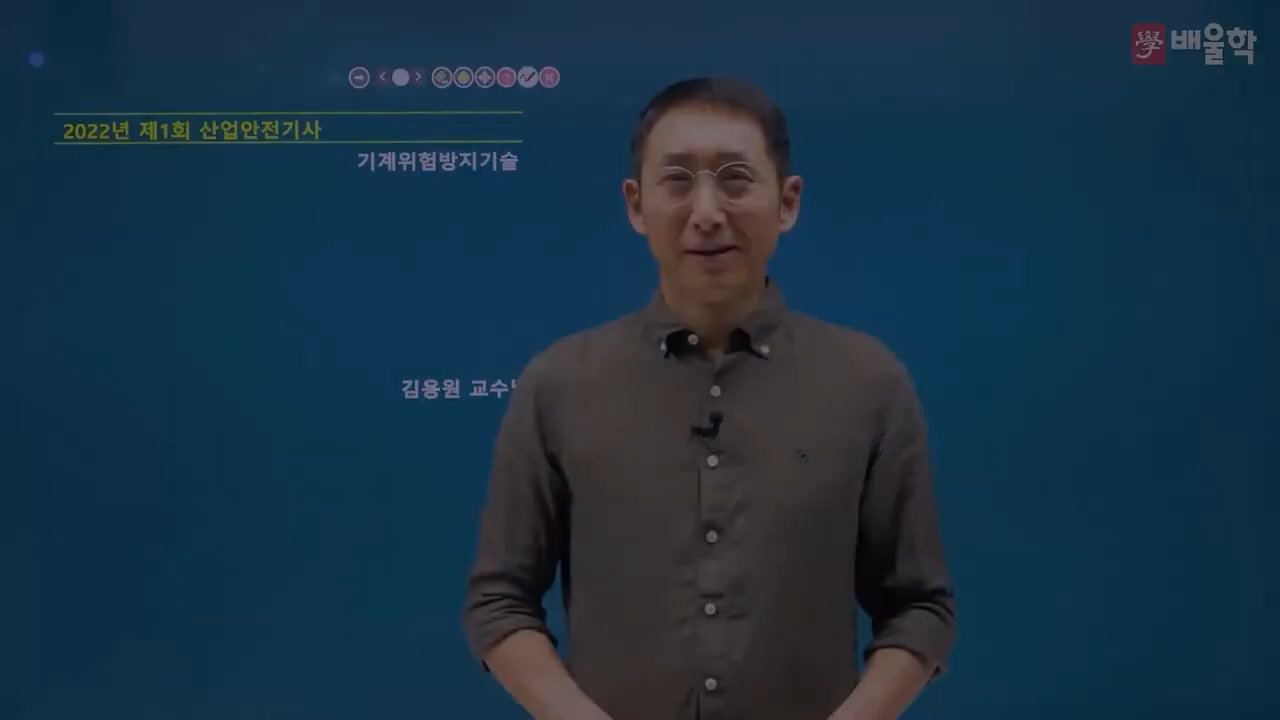 學 배울학
2022년 제1회 산업안전기사
기계위험방지기술
김용원 교수